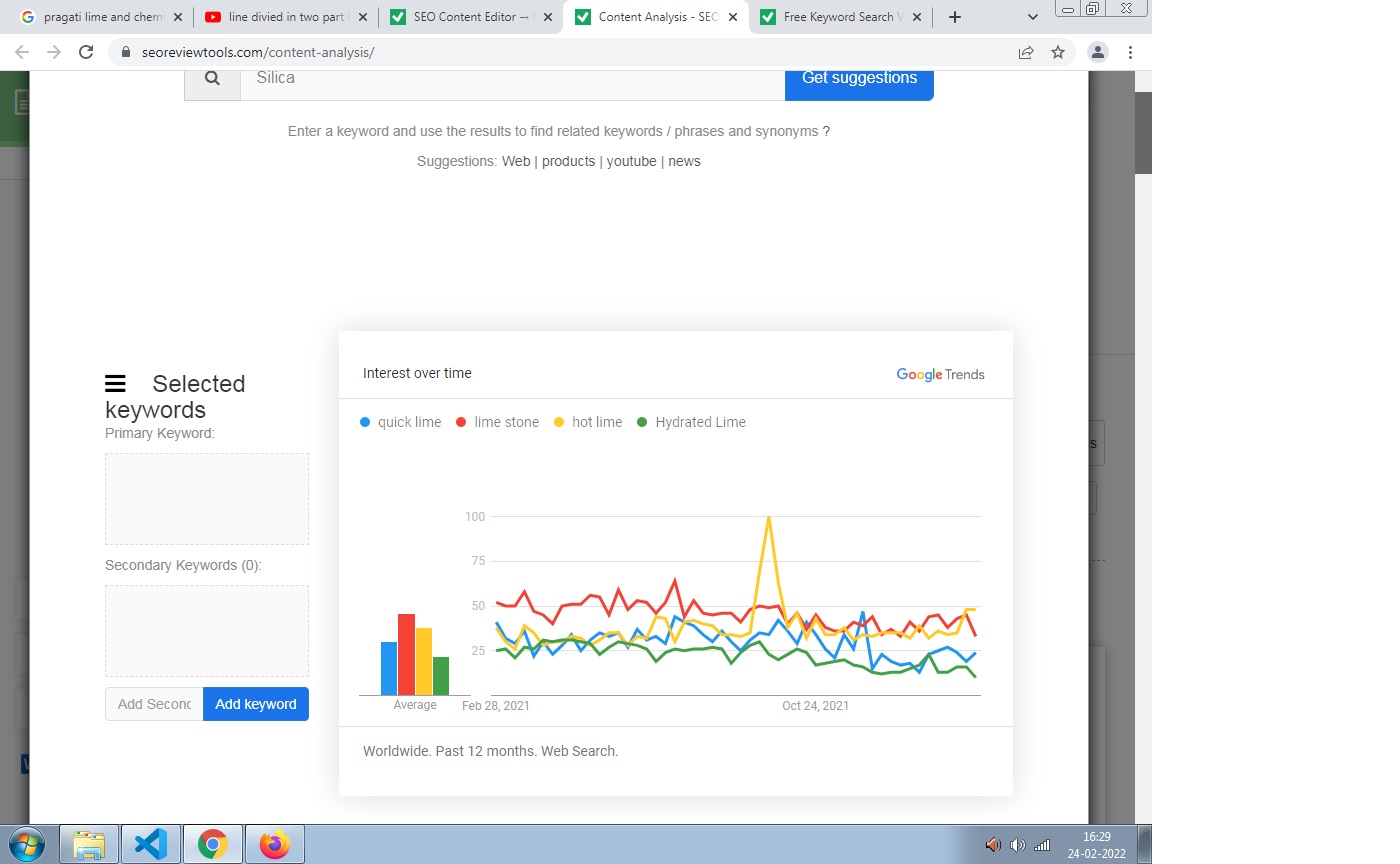 pragati lime and chem
line divied in two part
SEO Content Editor –
Content Analysis - SEO
Free Keyword Search V
seoreviewtools.com/content-analysis/
Silica
Get suggestions
Enter a keyword and use the results to find related keywords / phrases and synonyms ?
Suggestions: Web | products | youtube | news
Interest over time
Google Trends
Selected
keywords
Primary Keyword:
Secondary Keywords (0):
Add Secon
Add keyword
quick lime
lime stone
hot lime
Hydrated Lime
100
75
50
25
Average
Feb 28, 2021
Oct 24, 2021
Worldwide. Past 12 months. Web Search.
s
16:29
24-02-2022